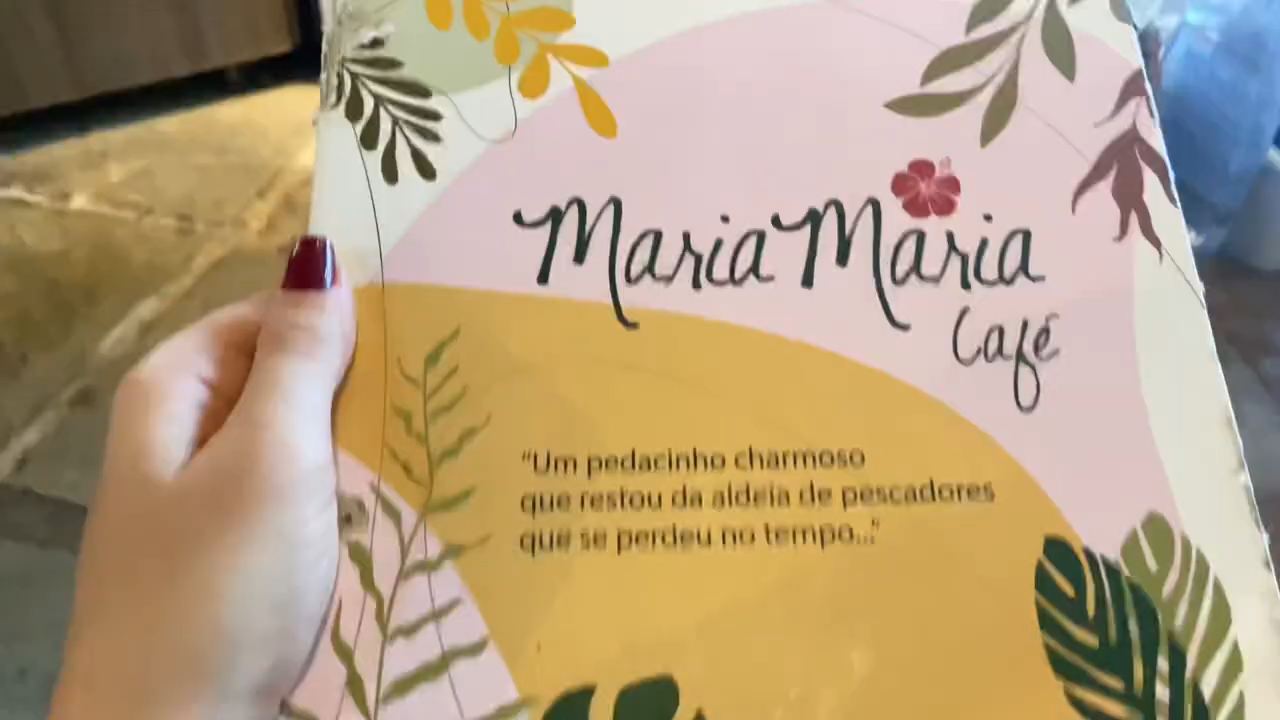 Maria Maria
Café
“Um pedacinho charmoso
que restou da aldeia de pescadores
que se perdeu no tempo...”